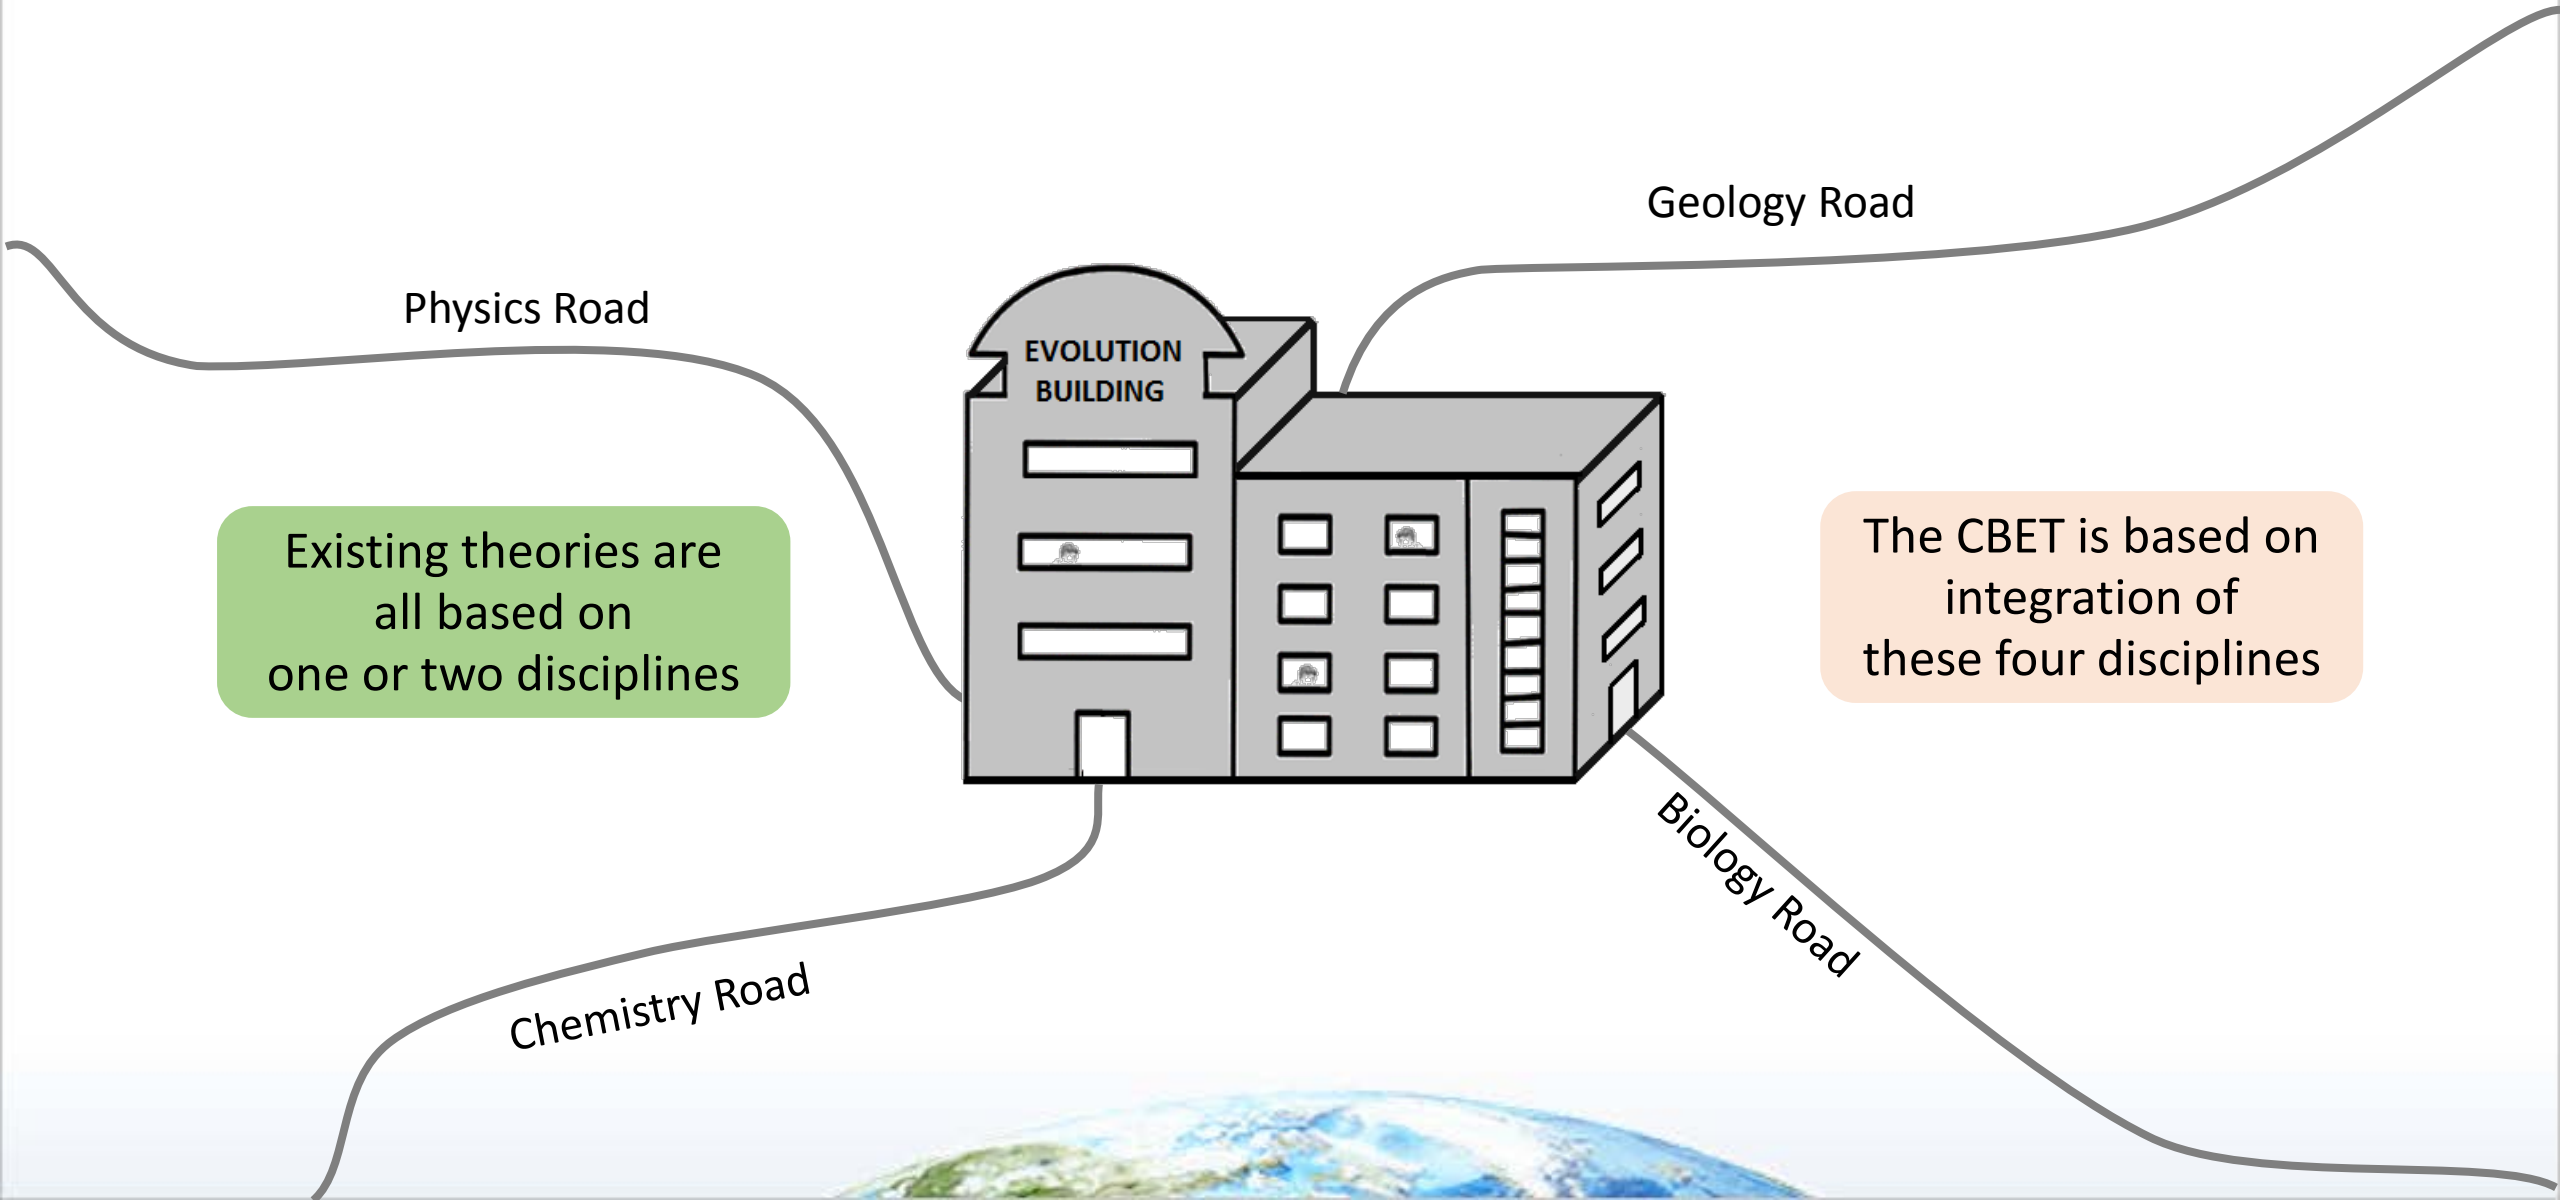 Geology Road
Physics Road
EVOLUTION
BUILDING
Existing theories are
all based on
one or two disciplines
The CBET is based on
integration of
these four disciplines
Biology Road
Chemistry Road